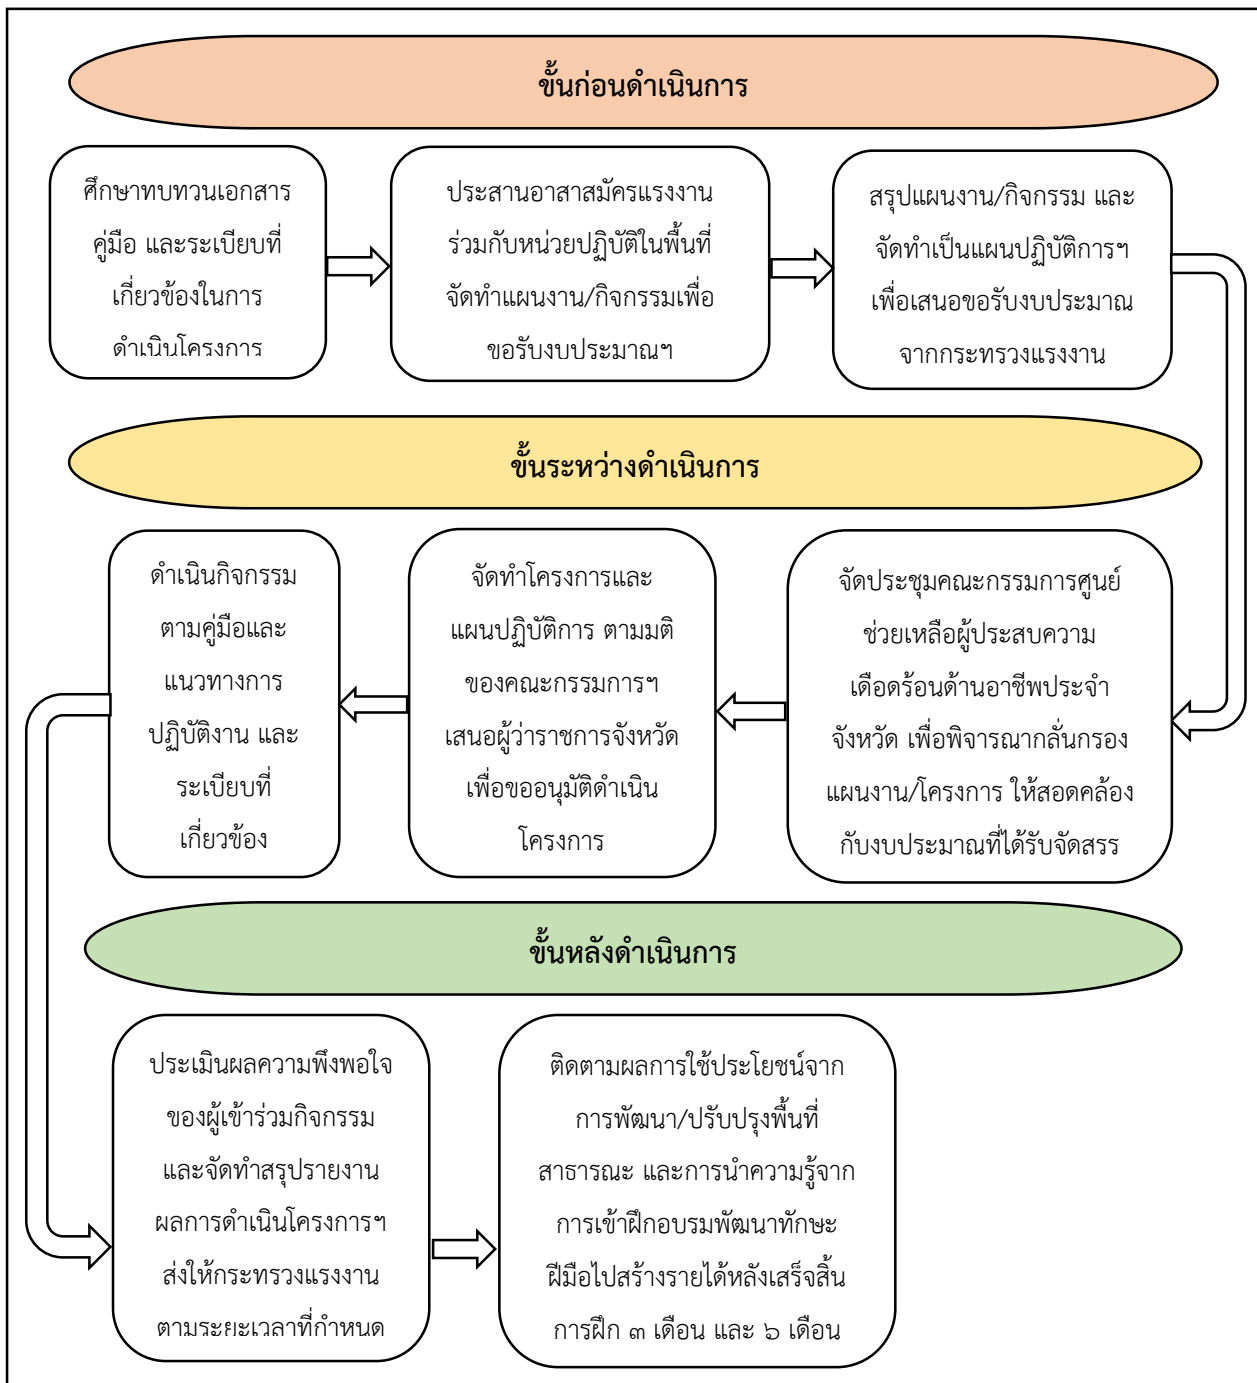 ขั้นก่อนดำเนินการ
ศึกษาทบทวนเอกสาร
คู่มือ และระเบียบที่
เกี่ยวข้องในการ
ดำเนินโครงการ
ประสานอาสาสมัครแรงงาน
ร่วมกับหน่วยปฏิบัติในพื้นที่
จัดทำแผนงาน/กิจกรรมเพื่อ
ขอรับงบประมาณฯ
สรุปแผนงาน/กิจกรรม และ
จัดทำเป็นแผนปฏิบัติการฯ
เพื่อเสนอขอรับงบประมาณ
จากกระทรวงแรงงาน
ขั้นระหว่างดำเนินการ
จัดประชุมคณะกรรมการศูนย์
ช่วยเหลือผู้ประสบความ
เดือดร้อนด้านอาชีพประจำ
จังหวัด เพื่อพิจารณากลั่นกรอง
แผนงาน/โครงการ ให้สอดคล้อง
กับงบประมาณที่ได้รับจัดสรร
จัดทำโครงการและ
แผนปฏิบัติการ ตามมติ
ของคณะกรรมการฯ
เสนอผู้ว่าราชการจังหวัด
เพื่อขออนุมัติดำเนิน
โครงการ
ดำเนินกิจกรรม
ตามคู่มือและ
แนวทางการ
ปฏิบัติงาน และ
ระเบียบที่
เกี่ยวข้อง
ขั้นหลังดำเนินการ
ประเมินผลความพึงพอใจ
ของผู้เข้าร่วมกิจกรรม
และจัดทำสรุปรายงาน
ผลการดำเนินโครงการฯ
ส่งให้กระทรวงแรงงาน
ตามระยะเวลาที่กำหนด
ติดตามผลการใช้ประโยชน์จาก
การพัฒนา/ปรับปรุงพื้นที่
สาธารณะ และการนำความรู้จาก
การเข้าฝึกอบรมพัฒนาทักษะ
ฝีมือไปสร้างรายได้หลังเสร็จสิ้น
การฝึก ๓ เดือน และ ๖ เดือน